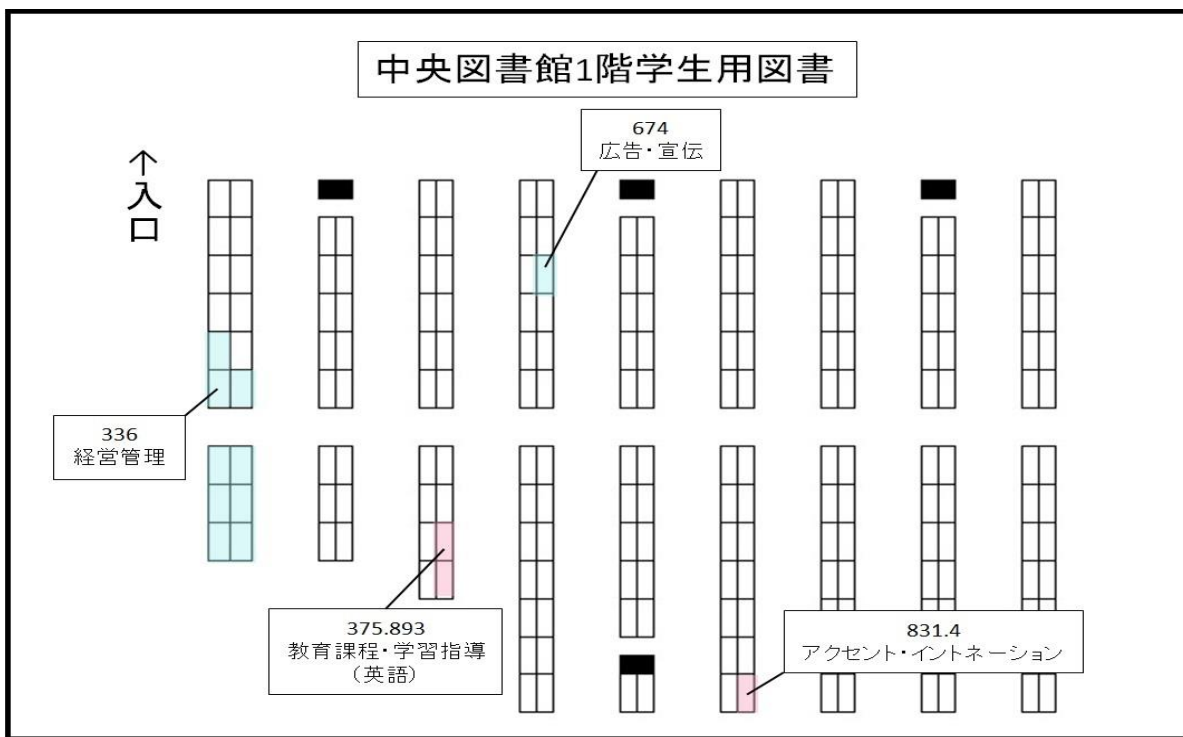 中央図書館1階学生用図書
674
広告・宣伝
↑入口
336
経営管理
375.893
教育課程・学習指導
（英語）
831.4
アクセント・イントネーション